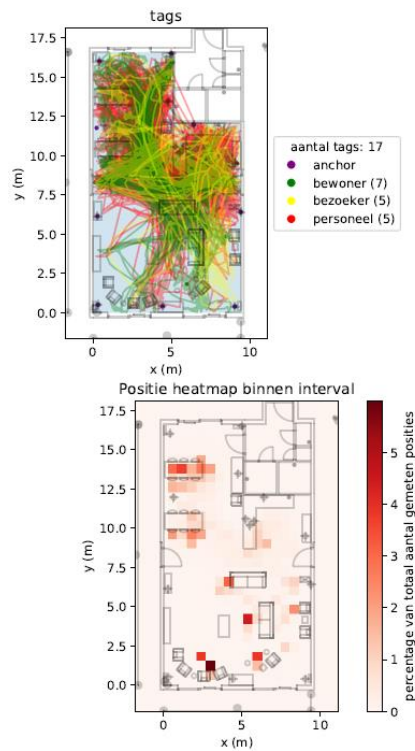 tags
17.5
15.0
12.5
10.0
7.5
5.0
2.5
0.0
y (m)
0
5
10
x (m)
aantal tags: 17
anchor
bewoner (7)
bezoeker (5)
personeel (5)
Positie heatmap binnen interval
17.5
15.0
12.5
10.0
7.5
5.0
2.5
0.0
y (m)
0
5
10
x (m)
5
4
3
2
1
0
percentage van totaal aantal gemeten posities